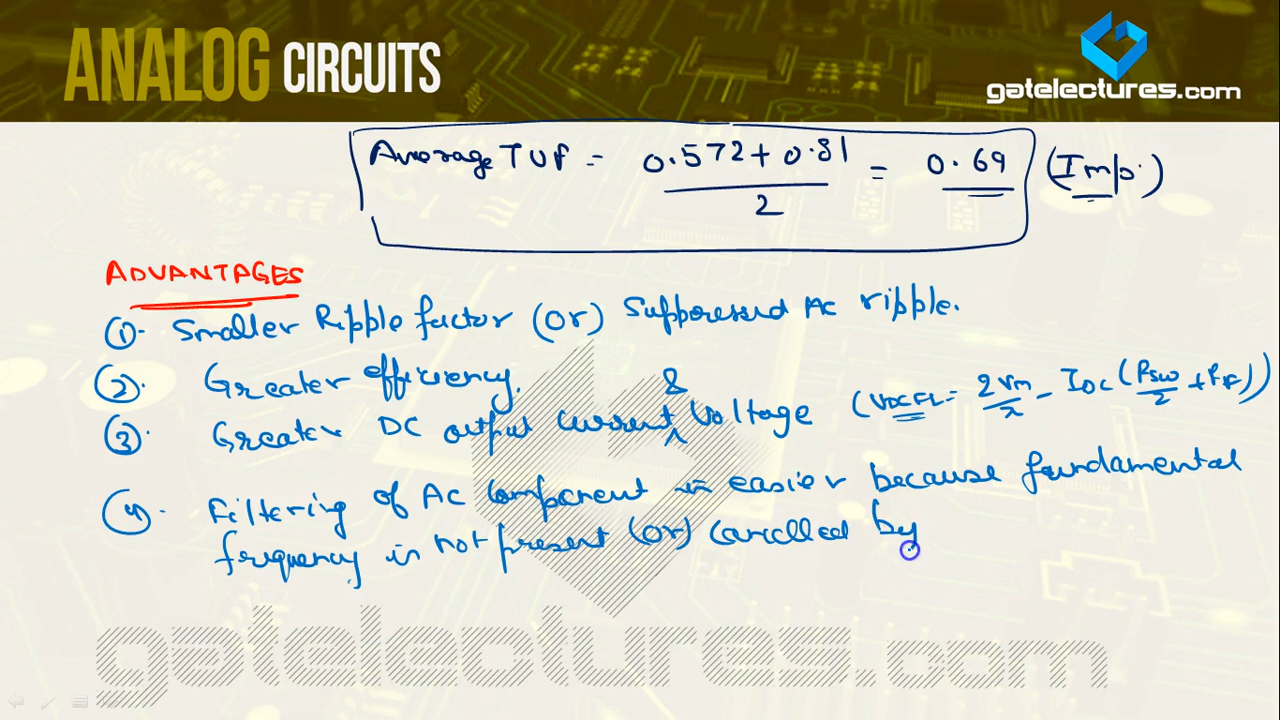 ANALOG CIRCUITS
gatelectures.com
Average TUF = 0.572 + 0.81 / 2 = 0.69 (Imp.)
ADVANTAGES
①. Smaller Ripple factor (or) Suppressed AC ripple.
②. Greater efficiency.
③. Greater DC output current & Voltage (VDCFL = 2Vm/π - IDC (Rsw/2 + RF))
④. Filtering of AC Component is easier because fundamental
frequency is not present (or) cancelled by
gatelectures.com